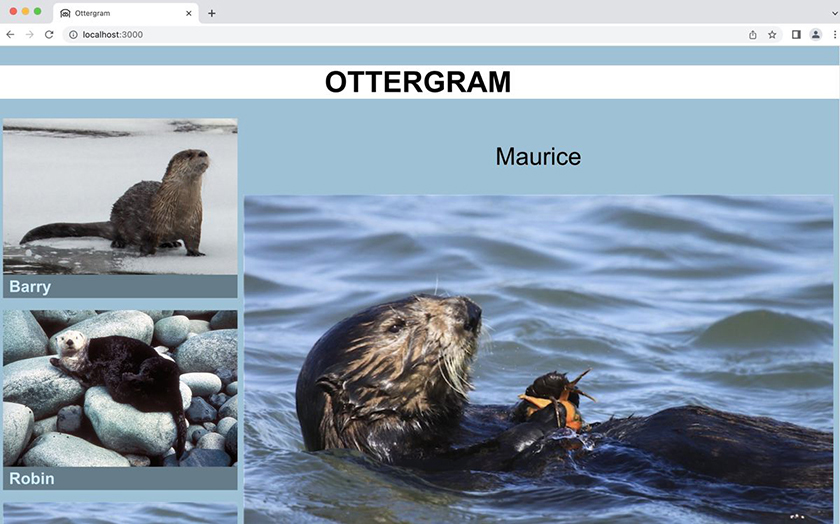 Ottergram
localhost:3000
OTTERGRAM
Maurice
Barry
Robin